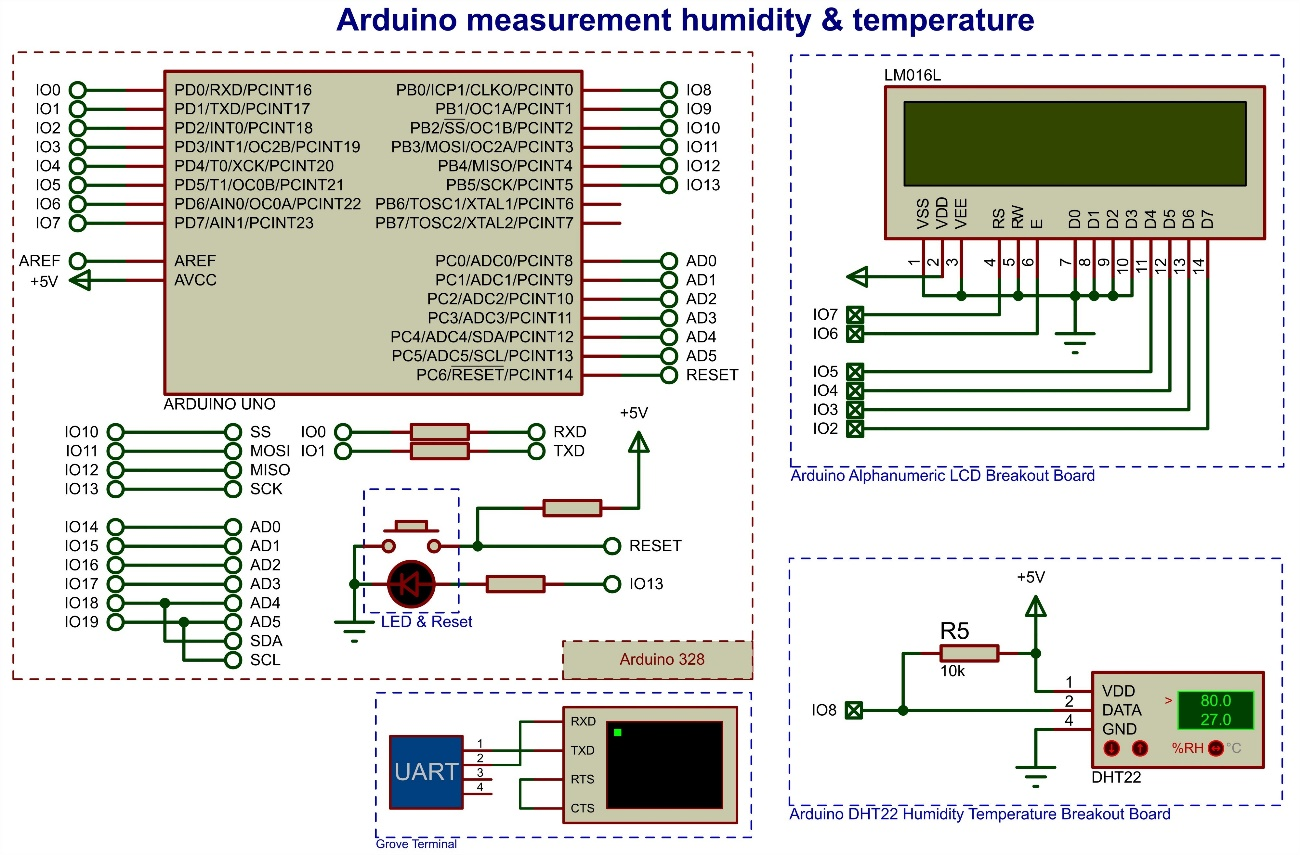 Arduino measurement humidity & temperature
IO0 PD0/RXD/PCINT16 PB0/ICP1/CLKO/PCINT0 IO8
IO1 PD1/TXD/PCINT17 PB1/OC1A/PCINT1 IO9
IO2 PD2/INT0/PCINT18 PB2/SS/OC1B/PCINT2 IO10
IO3 PD3/INT1/OC2B/PCINT19 PB3/MOSI/OC2A/PCINT3 IO11
IO4 PD4/T0/XCK/PCINT20 PB4/MISO/PCINT4 IO12
IO5 PD5/T1/OC0B/PCINT21 PB5/SCK/PCINT5 IO13
IO6 PD6/AIN0/OC0A/PCINT22 PB6/TOSC1/XTAL1/PCINT6
IO7 PD7/AIN1/PCINT23 PB7/TOSC2/XTAL2/PCINT7
AREF AREF PC0/ADC0/PCINT8 AD0
+5V AVCC PC1/ADC1/PCINT9 AD1
PC2/ADC2/PCINT10 AD2
PC3/ADC3/PCINT11 AD3
PC4/ADC4/SDA/PCINT12 AD4
PC5/ADC5/SCL/PCINT13 AD5
PC6/RESET/PCINT14 RESET
ARDUINO UNO
IO10 SS
IO11 MOSI
IO12 MISO
IO13 SCK
IO14 AD0
IO15 AD1
IO16 AD2
IO17 AD3
IO18 AD4
IO19 AD5
SDA
SCL
IO0 RXD
IO1 TXD
+5V
RESET
IO13
LED & Reset
Arduino 328
UART
1
2
3
4
RXD
TXD
RTS
CTS
Grove Terminal
LM016L
VSS VDD VEE RS RW E D0 D1 D2 D3 D4 D5 D6 D7
1 2 3 4 5 6 7 8 9 10 11 12 13 14
IO7
IO6
IO5
IO4
IO3
IO2
Arduino Alphanumeric LCD Breakout Board
+5V
R5
10k
IO8
1 VDD
2 DATA
4 GND
> 80.0
27.0
%RH °C
DHT22
Arduino DHT22 Humidity Temperature Breakout Board